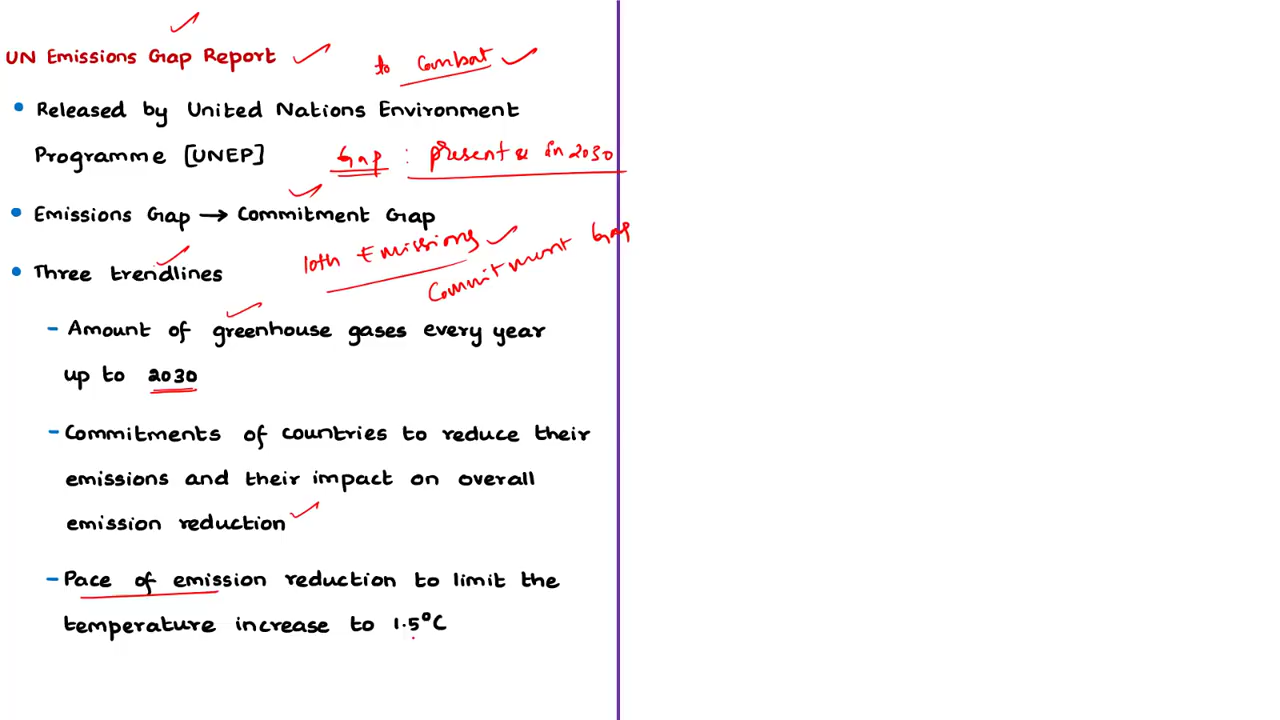 UN Emissions Gap Report
to Combat
• Released by United Nations Environment
Programme [UNEP]
Gap : present & in 2030
• Emissions Gap → Commitment Gap
10th Emissions
Commitment Gap
• Three trendlines
- Amount of greenhouse gases every year
up to 2030
- Commitments of countries to reduce their
emissions and their impact on overall
emission reduction
- Pace of emission reduction to limit the
temperature increase to 1.5°C